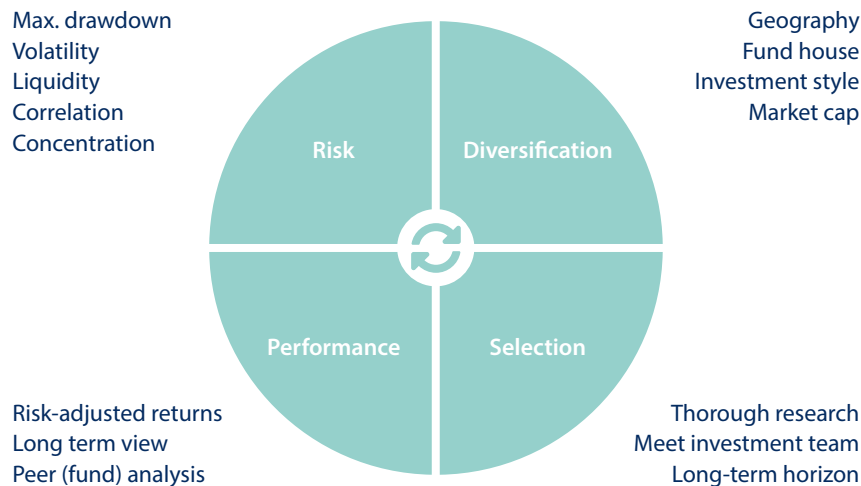 Max. drawdown
Volatility
Liquidity
Correlation
Concentration
Geography
Fund house
Investment style
Market cap
Risk
Diversification
Performance
Selection
Risk-adjusted returns
Long term view
Peer (fund) analysis
Thorough research
Meet investment team
Long-term horizon